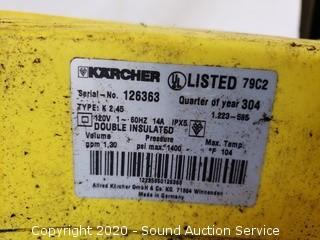 KÄRCHER UL LISTED 79C2
Serial-No. 126363 Quarter of year 304
TYPE: K 2,45 1.223-595
120V 1~ 60HZ 14A IPX5
DOUBLE INSULATED
Volume Pressure Max. Temp.
gpm 1,30 psi max. 1400 °F 104
Alfred Kärcher GmbH & Co. KG. 71364 Winnenden
Made in Germany
Copyright 2020 - Sound Auction Service